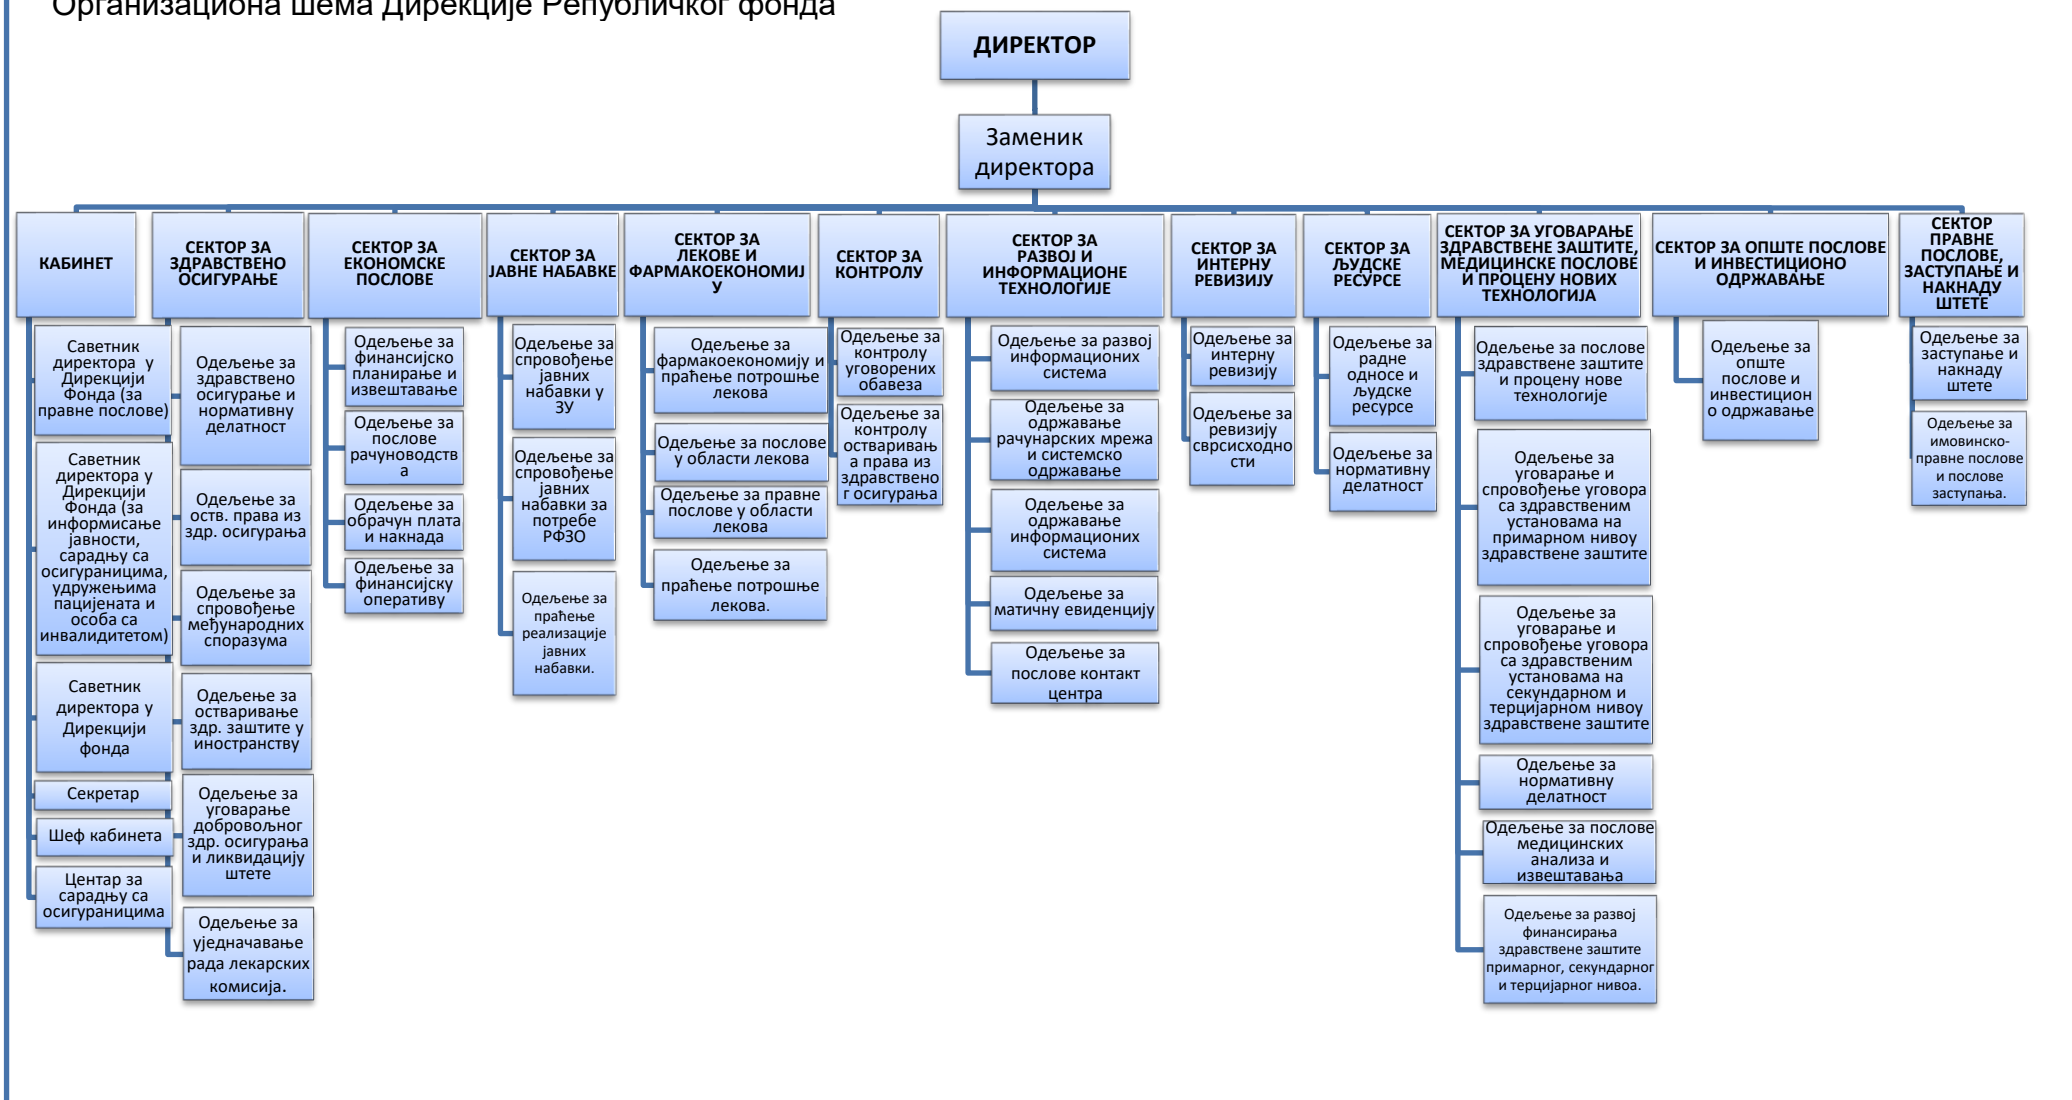 Организациона шема Дирекције Републичког фонда
ДИРЕКТОР
Заменик
директора
КАБИНЕТ
Саветник
директора у
Дирекцији
Фонда (за
правне послове)
Саветник
директора у
Дирекцији
Фонда (за
информисање
јавности,
сарадњу са
осигураницима,
удружењима
пацијената и
особа са
инвалидитетом)
Саветник
директора у
Дирекцији
фонда
Секретар
Шеф кабинета
Центар за
сарадњу са
осигураницима
СЕКТОР ЗА
ЗДРАВСТВЕНО
ОСИГУРАЊЕ
Одељење за
здравствено
осигурање и
нормативну
делатност
Одељење за
оств. права из
здр. осигурања
Одељење за
спровођење
међународних
споразума
Одељење за
остваривање
здр. заштите у
иностранству
Одељење за
уговарање
добровољног
здр. осигурања
и ликвидацију
штете
Одељење за
уједначавање
рада лекарских
комисија.
СЕКТОР ЗА
ЕКОНОМСКЕ
ПОСЛОВЕ
Одељење за
финансијско
планирање и
извештавање
Одељење за
послове
рачуноводств
а
Одељење за
обрачун плата
и накнада
Одељење за
финансијску
оперативу
СЕКТОР ЗА
ЈАВНЕ НАБАВКЕ
Одељење за
спровођење
јавних
набавки у
ЗУ
Одељење за
спровођење
јавних
набавки за
потребе
РФЗО
Одељење за
праћење
реализације
јавних
набавки.
СЕКТОР ЗА
ЛЕКОВЕ И
ФАРМАКОЕКОНОМИЈ
У
Одељење за
фармакоекономију и
праћење потрошње
лекова
Одељење за послове
у области лекова
Одељење за правне
послове у области
лекова
Одељење за
праћење потрошње
лекова.
СЕКТОР ЗА
КОНТРОЛУ
Одељење за
контролу
уговорених
обавеза
Одељење за
контролу
остваривањ
а права из
здравствено
г осигурања
СЕКТОР ЗА
РАЗВОЈ И
ИНФОРМАЦИОНЕ
ТЕХНОЛОГИЈЕ
Одељење за развој
информационих
система
Одељење за
одржавање
рачунарских мрежа
и системско
одржавање
Одељење за
одржавање
информационих
система
Одељење за
матичну евиденцију
Одељење за
послове контакт
центра
СЕКТОР ЗА
ИНТЕРНУ
РЕВИЗИЈУ
Одељење за
интерну
ревизију
Одељење за
ревизију
сврсисходно
сти
СЕКТОР ЗА
ЉУДСКЕ
РЕСУРСЕ
Одељење за
радне
односе и
људске
ресурсе
Одељење за
нормативну
делатност
СЕКТОР ЗА УГОВАРАЊЕ
ЗДРАВСТВЕНЕ ЗАШТИТЕ,
МЕДИЦИНСКЕ ПОСЛОВЕ
И ПРОЦЕНУ НОВИХ
ТЕХНОЛОГИЈА
Одељење за послове
здравствене заштите
и процену нове
технологије
Одељење за
уговарање и
спровођење уговора
са здравственим
установама на
примарном нивоу
здравствене заштите
Одељење за
уговарање и
спровођење уговора
са здравственим
установама на
секундарном и
терцијарном нивоу
здравствене заштите
Одељење за
нормативну
делатност
Одељење за послове
медицинских
анализа и
извештавања
Одељење за развој
финансирања
здравствене заштите
примарног, секундарног
и терцијарног нивоа.
СЕКТОР ЗА ОПШТЕ ПОСЛОВЕ
И ИНВЕСТИЦИОНО
ОДРЖАВАЊЕ
Одељење за
опште
послове и
инвестицион
о одржавање
СЕКТОР
ПРАВНЕ
ПОСЛОВЕ,
ЗАСТУПАЊЕ И
НАКНАДУ
ШТЕТЕ
Одељење за
заступање и
накнаду
штете
Одељење за
имовинско-
правне послове
и послове
заступања.